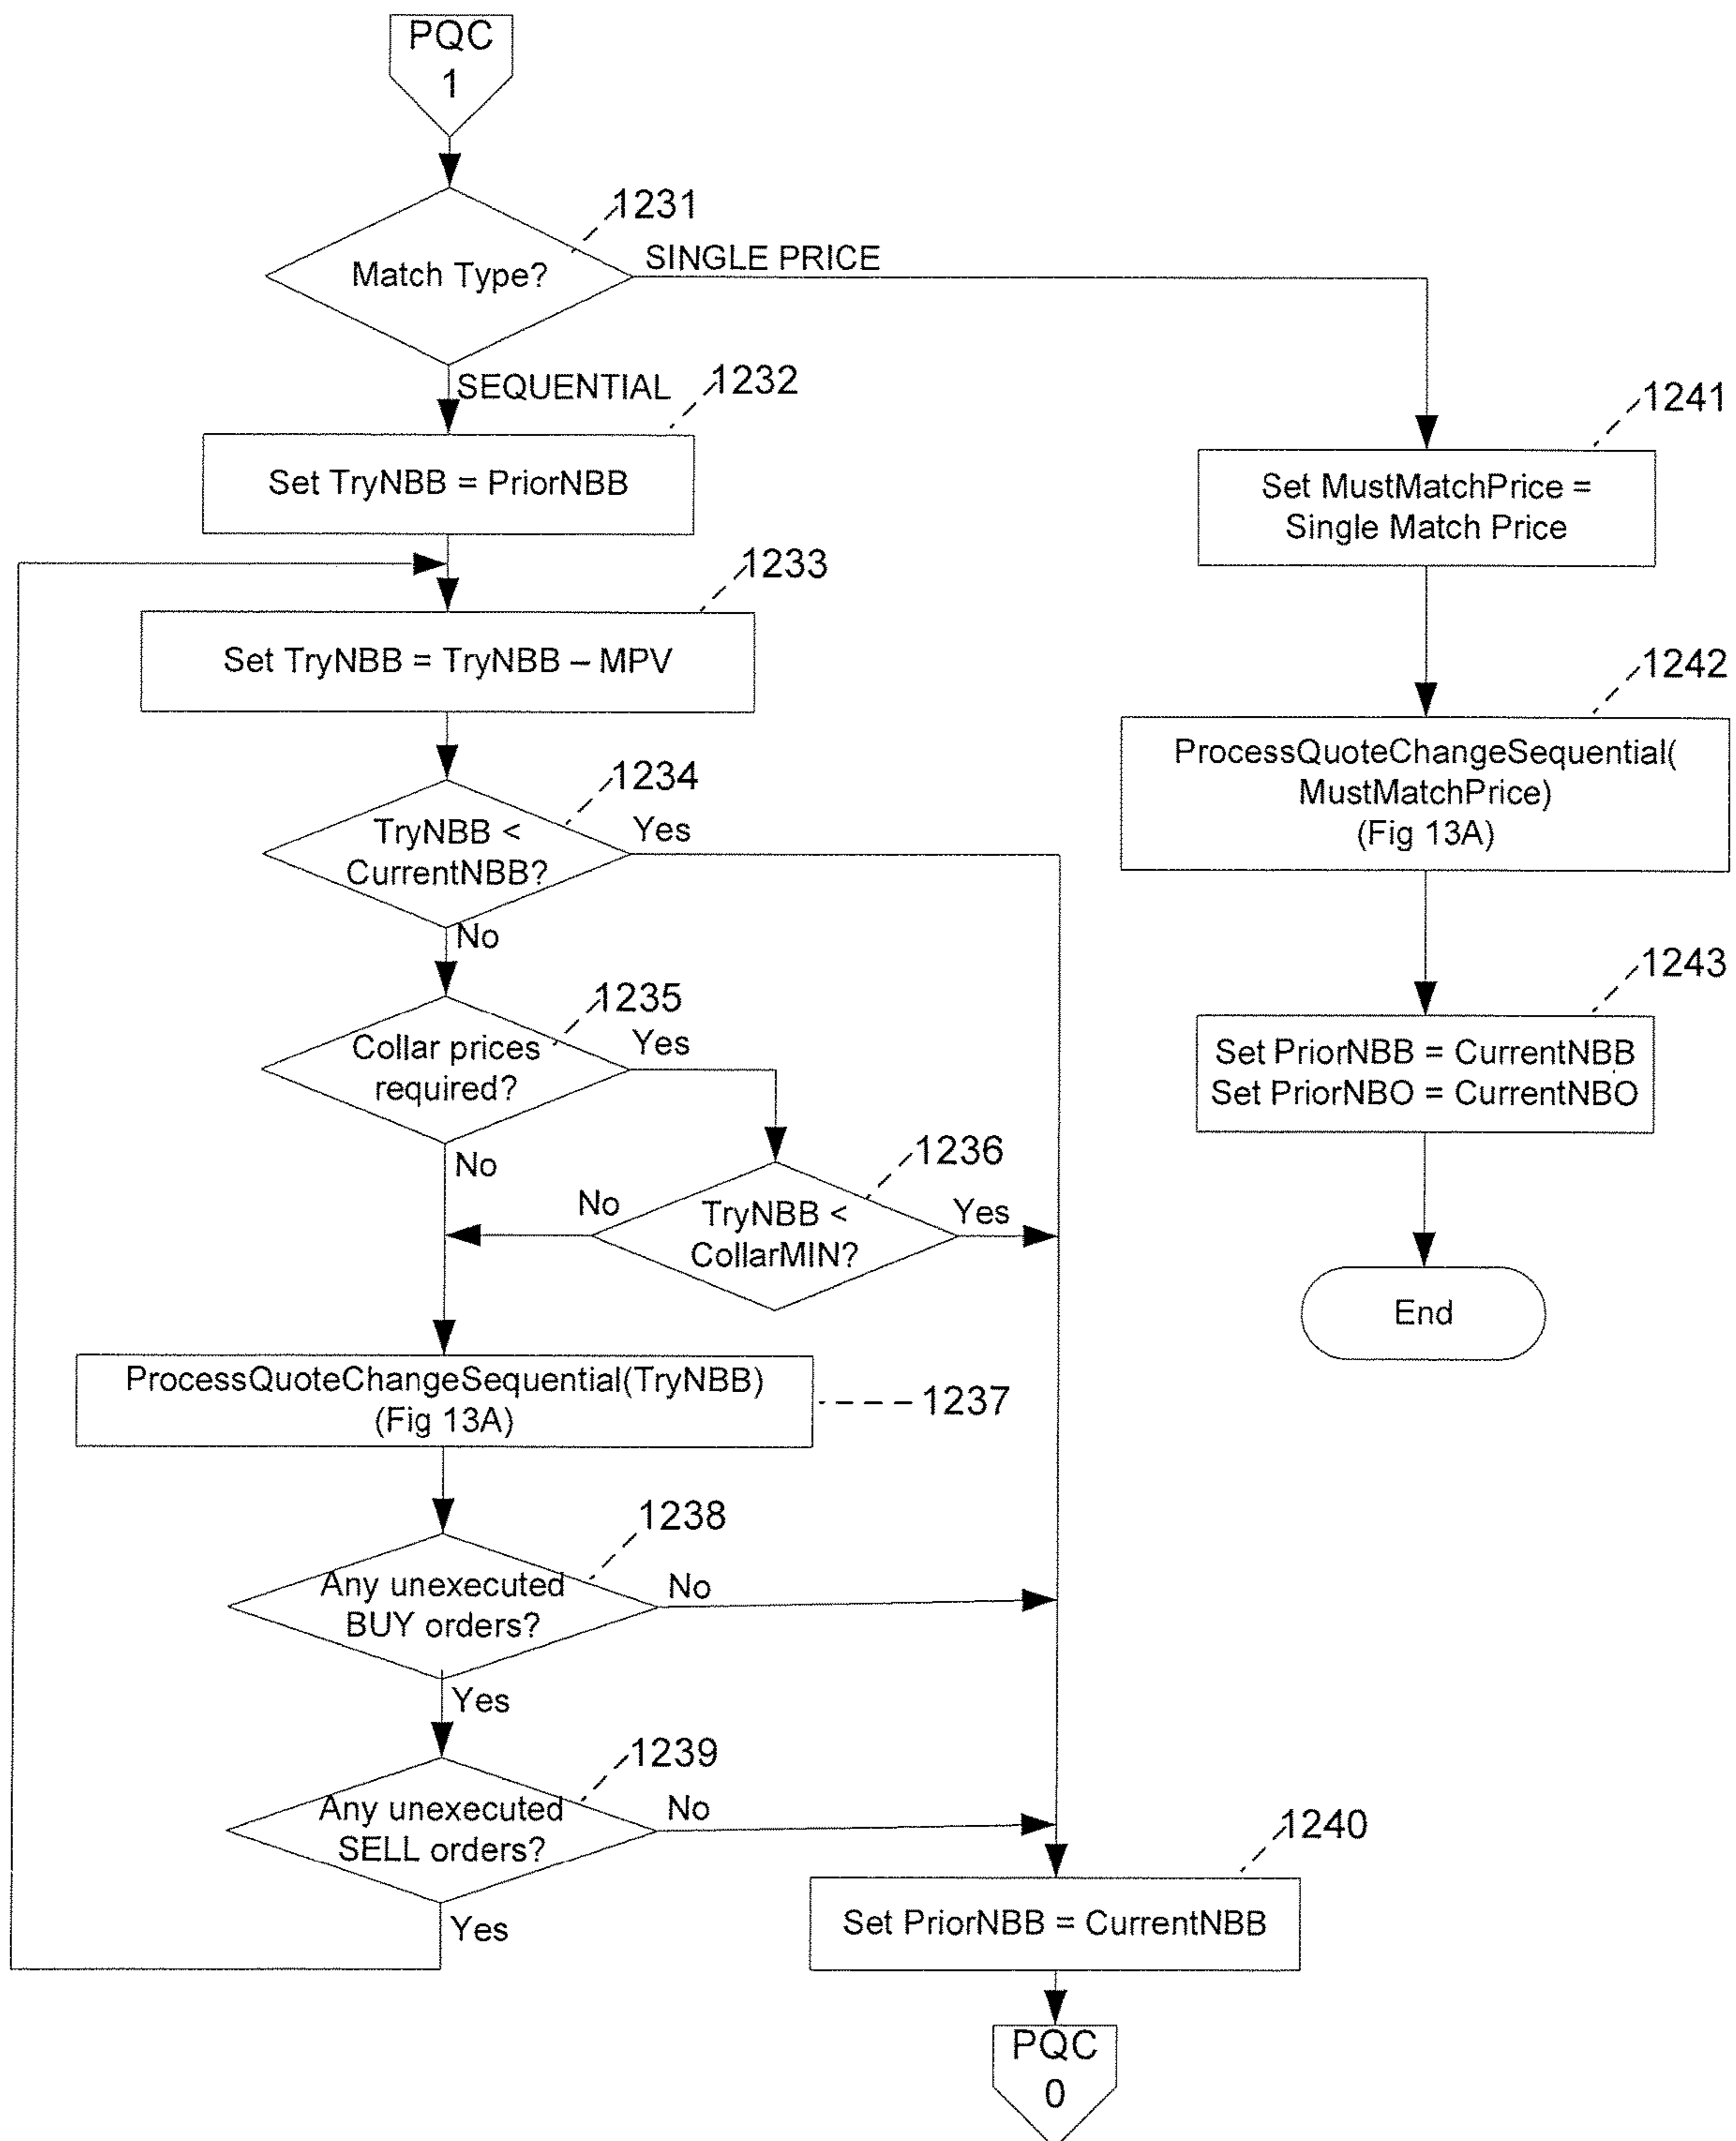 PQC
1
1231
Match Type?
SINGLE PRICE
SEQUENTIAL
1232
Set TryNBB = PriorNBB
1233
Set TryNBB = TryNBB – MPV
1234
TryNBB <
CurrentNBB?
Yes
No
1235
Collar prices
required?
Yes
No
1236
TryNBB <
CollarMIN?
No
Yes
ProcessQuoteChangeSequential(TryNBB)
(Fig 13A)
1237
1238
Any unexecuted
BUY orders?
No
Yes
1239
Any unexecuted
SELL orders?
No
Yes
1240
Set PriorNBB = CurrentNBB
PQC
0
1241
Set MustMatchPrice =
Single Match Price
1242
ProcessQuoteChangeSequential(
MustMatchPrice)
(Fig 13A)
1243
Set PriorNBB = CurrentNBB
Set PriorNBO = CurrentNBO
End